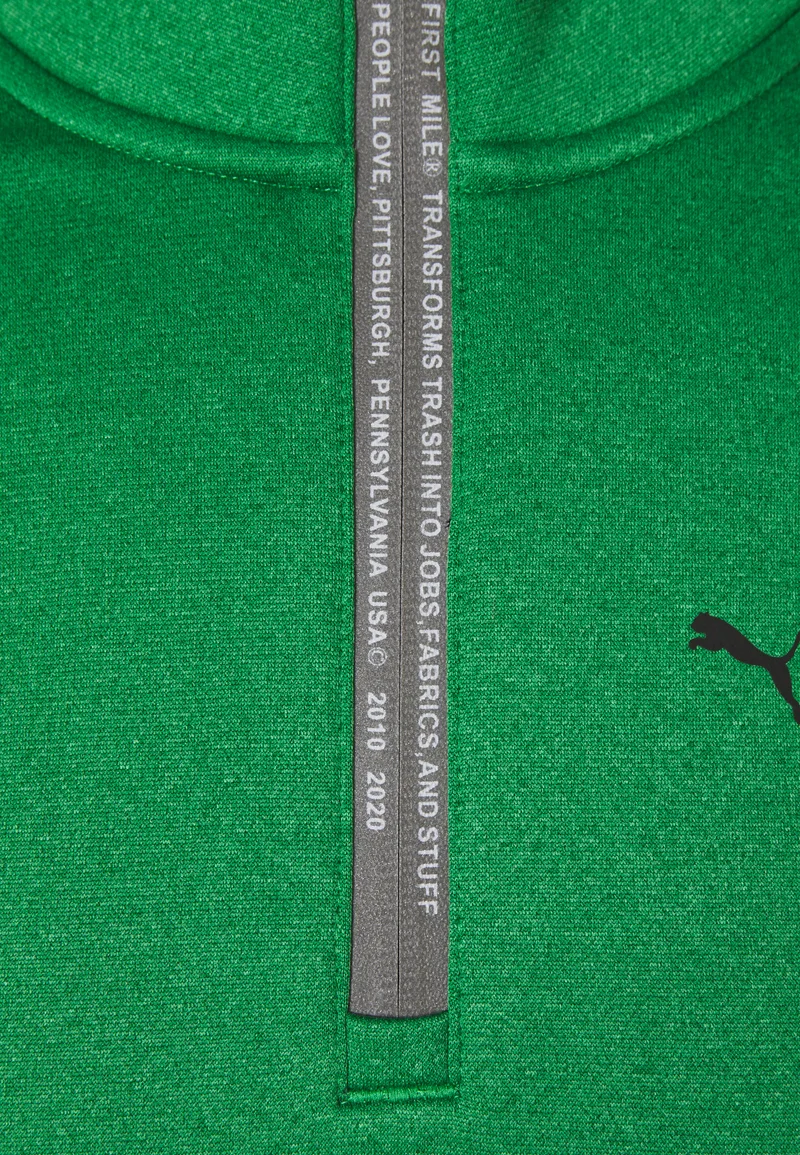 FIRST MILE® TRANSFORMS TRASH INTO JOBS, FABRICS, AND STUFF
PEOPLE LOVE, PITTSBURGH, PENNSYLVANIA USA© 2010 2020